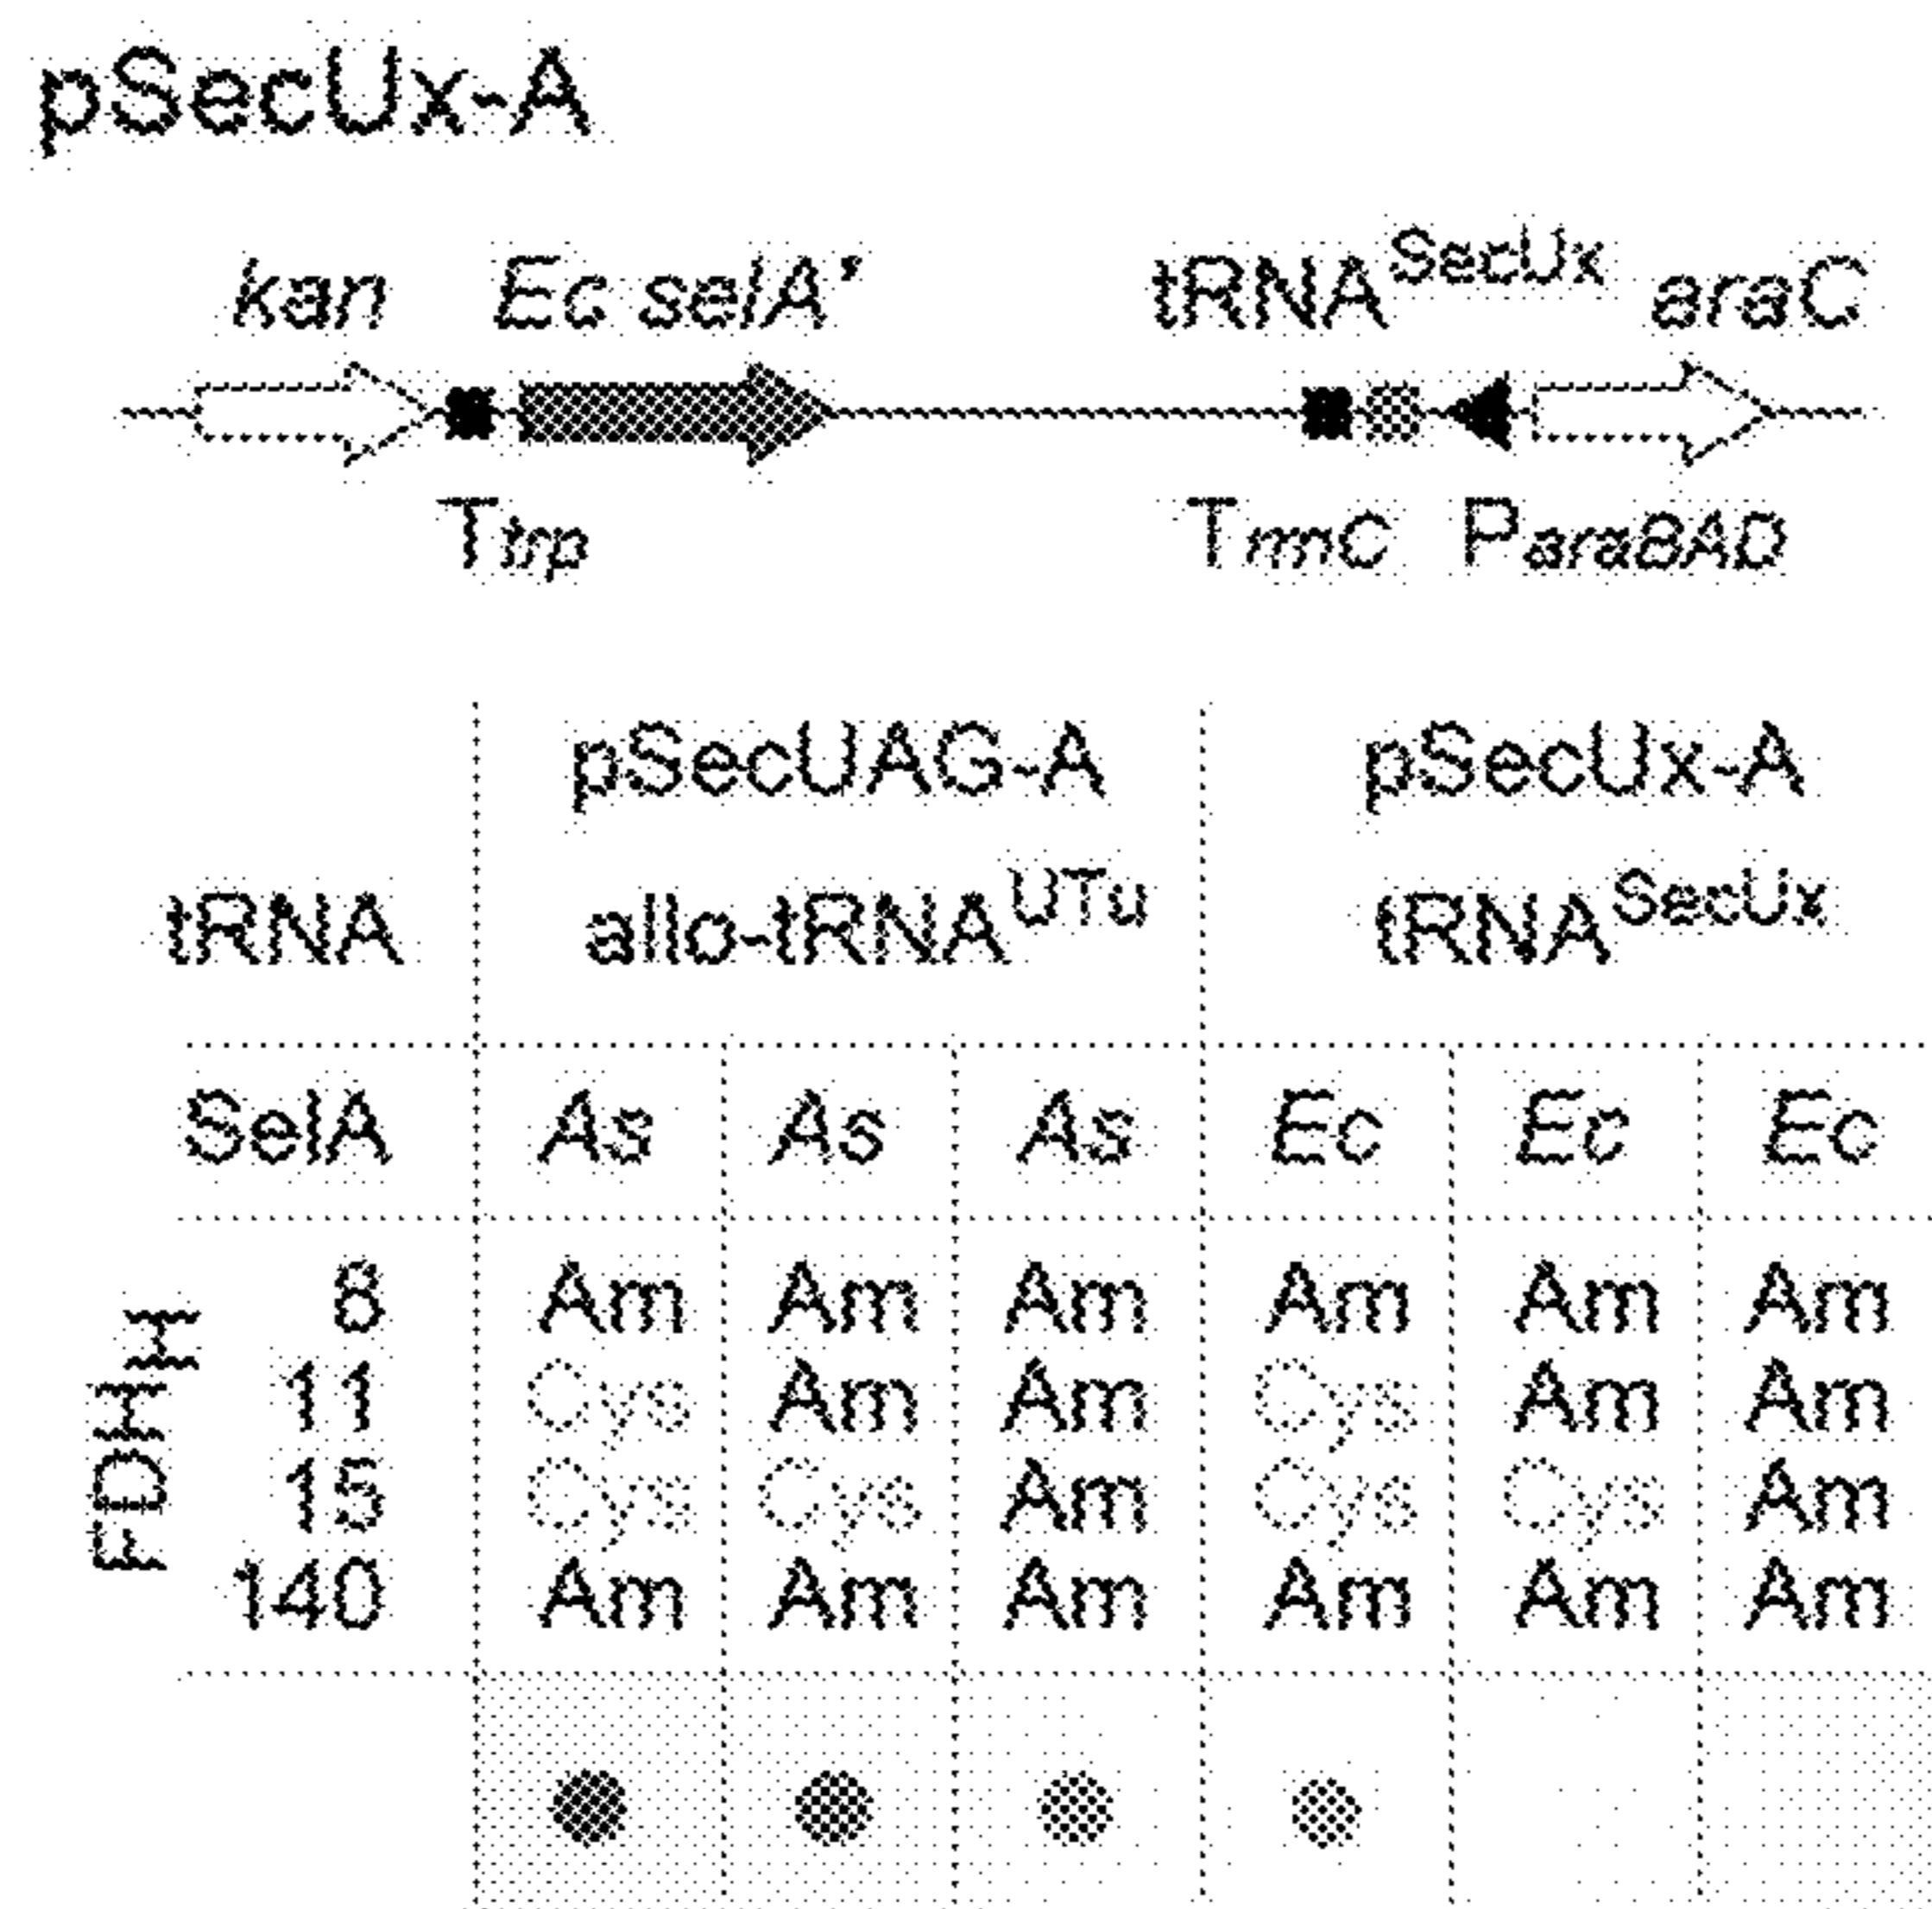 pSecUx-A
kan Ec selA' tRNA^SecUx araC
Ttrp TrrnC ParaBAD
pSecUAG-A pSecUx-A
tRNA allo-tRNA^UTu tRNA^SecUx
SelA As As As Ec Ec Ec
FDH H
8 Am Am Am Am Am Am
11 Cys Am Am Cys Am Am
15 Cys Cys Am Cys Cys Am
140 Am Am Am Am Am Am